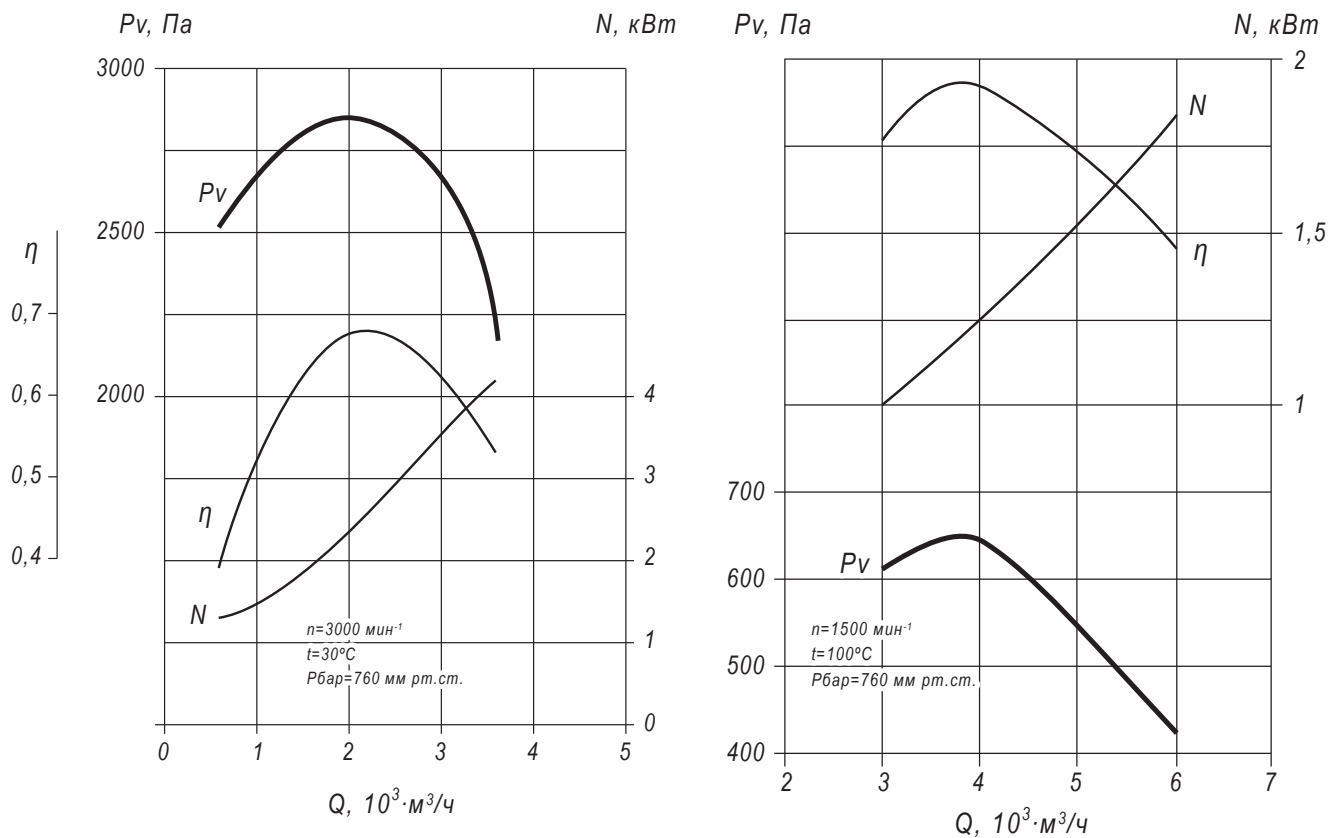 Pv, Па
N, кВт
3000
2500
2000
η
0,7
0,6
0,5
0,4
Pv
η
N
4
3
2
1
0
n=3000 мин⁻¹
t=30ºC
Рбар=760 мм рт.ст.
0 1 2 3 4 5
Q, 10³·м³/ч
Pv, Па
N, кВт
2
1,5
1
N
η
700
600
500
400
Pv
n=1500 мин⁻¹
t=100ºC
Рбар=760 мм рт.ст.
2 3 4 5 6 7
Q, 10³·м³/ч